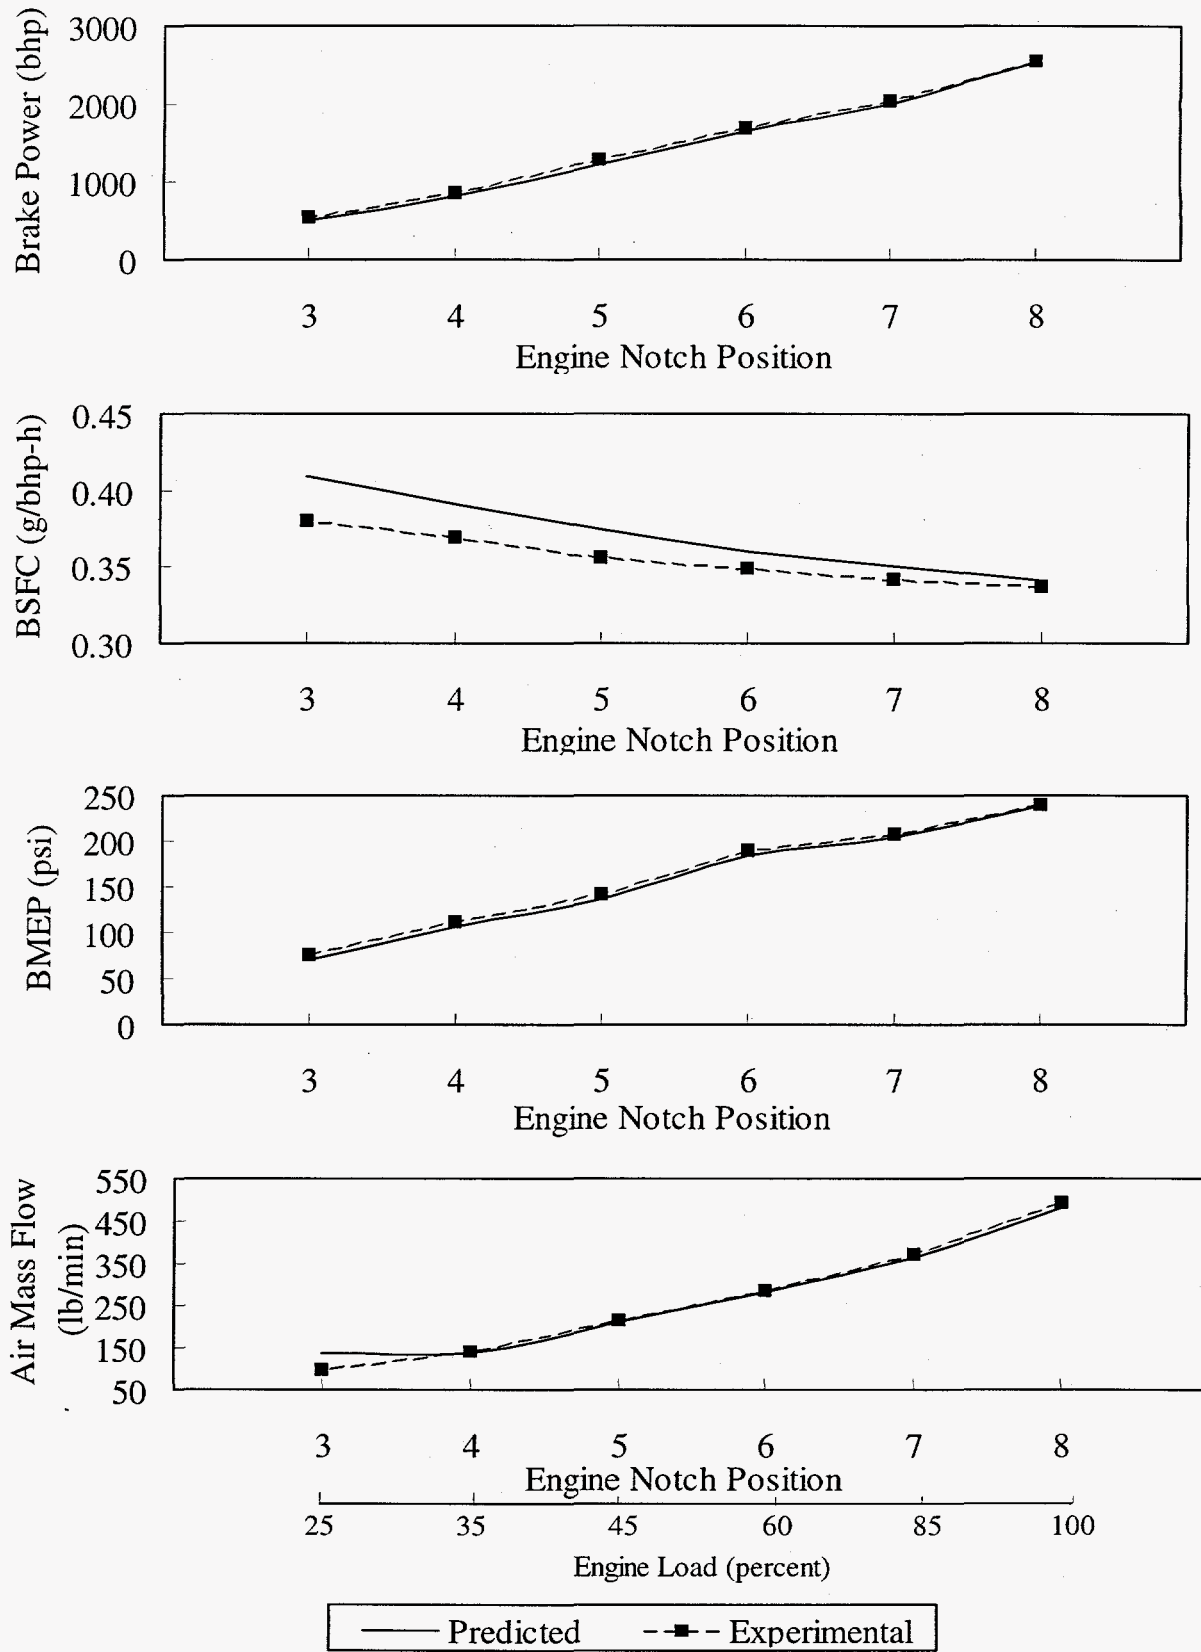 Brake Power (bhp)
3000
2000
1000
0
3 4 5 6 7 8
Engine Notch Position
BSFC (g/bhp-h)
0.45
0.40
0.35
0.30
3 4 5 6 7 8
Engine Notch Position
BMEP (psi)
250
200
150
100
50
0
3 4 5 6 7 8
Engine Notch Position
Air Mass Flow
(lb/min)
550
450
350
250
150
50
3 4 5 6 7 8
Engine Notch Position
25 35 45 60 85 100
Engine Load (percent)
Predicted Experimental